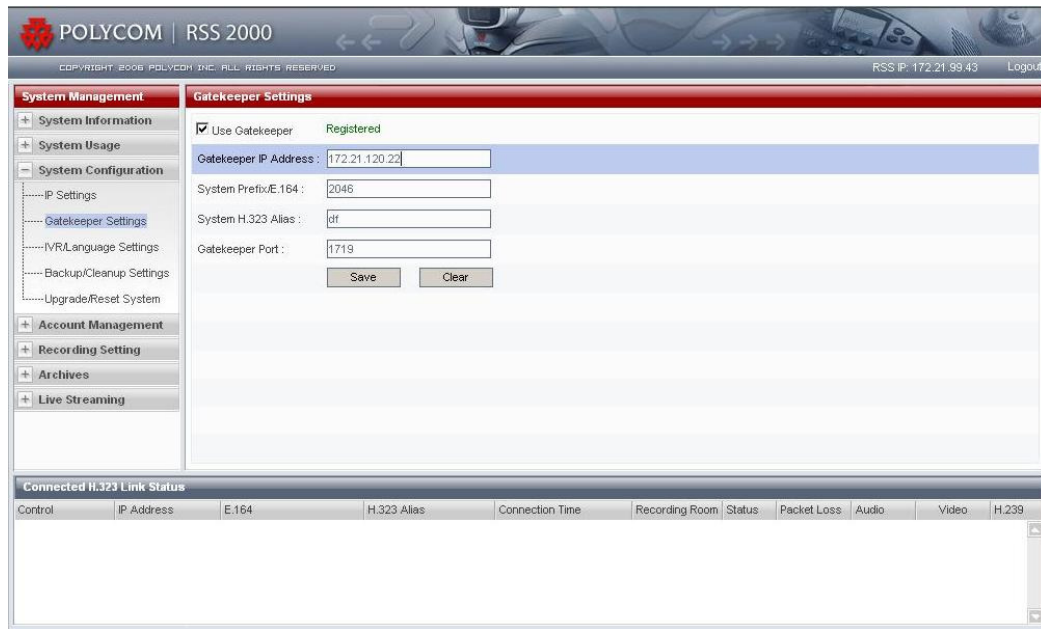 POLYCOM | RSS 2000
COPYRIGHT 2006 POLYCOM INC. ALL RIGHTS RESERVED
RSS IP: 172.21.99.43 Logout
System Management
+ System Information
+ System Usage
- System Configuration
IP Settings
Gatekeeper Settings
IVR/Language Settings
Backup/Cleanup Settings
Upgrade/Reset System
+ Account Management
+ Recording Setting
+ Archives
+ Live Streaming
Gatekeeper Settings
Use Gatekeeper Registered
Gatekeeper IP Address : 172.21.120.22
System Prefix/E.164 : 2046
System H.323 Alias : df
Gatekeeper Port : 1719
Save Clear
Connected H.323 Link Status
Control IP Address E.164 H.323 Alias Connection Time Recording Room Status Packet Loss Audio Video H.239